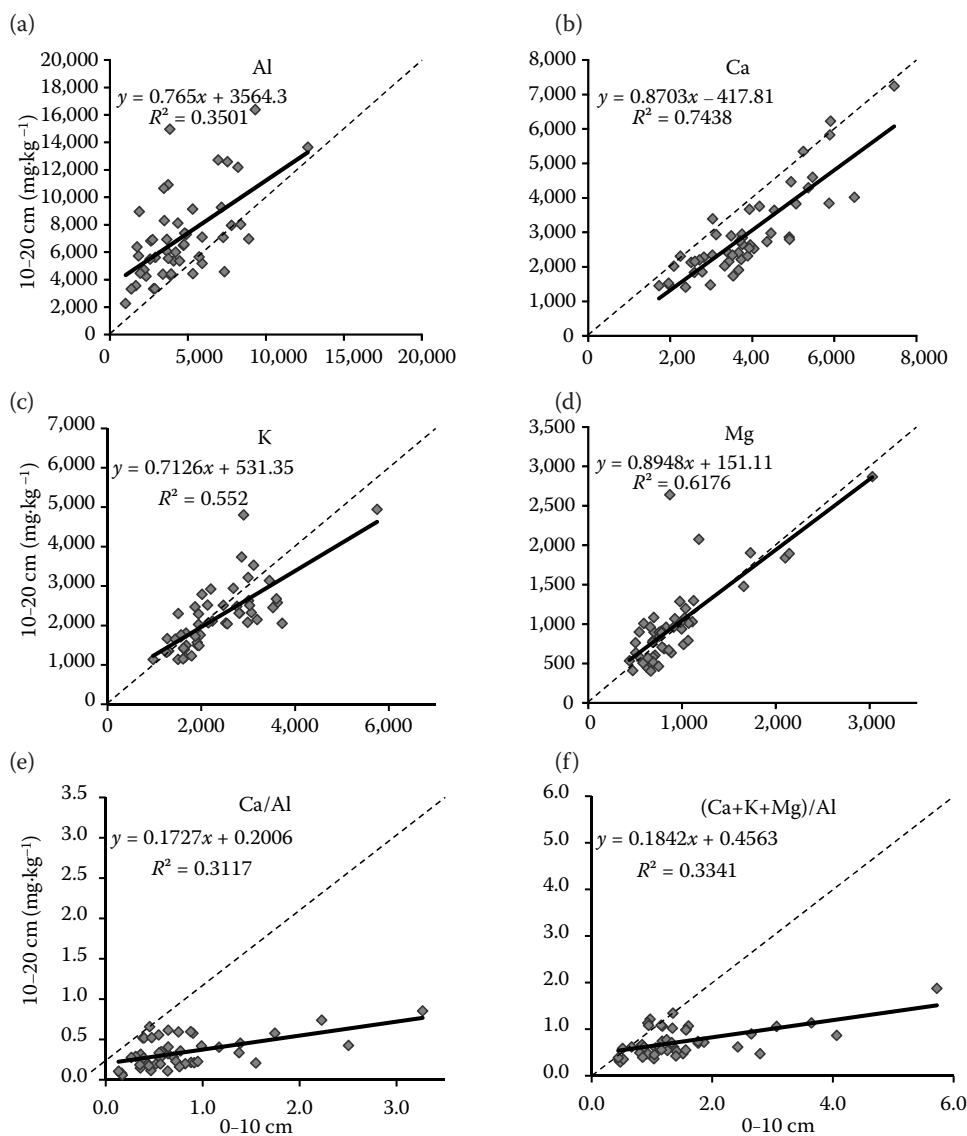 (a)
Al
y = 0.765x + 3564.3
R² = 0.3501
10–20 cm (mg·kg⁻¹)
20,000
18,000
16,000
14,000
12,000
10,000
8,000
6,000
4,000
2,000
0
0 5,000 10,000 15,000 20,000
(b)
Ca
y = 0.8703x – 417.81
R² = 0.7438
8,000
7,000
6,000
5,000
4,000
3,000
2,000
1,000
0
0 2,00 4,000 6,000 8,000
(c)
K
y = 0.7126x + 531.35
R² = 0.552
10–20 cm (mg·kg⁻¹)
7,000
6,000
5,000
4,000
3,000
2,000
1,000
0
0 2,000 4,000 6,000
(d)
Mg
y = 0.8948x + 151.11
R² = 0.6176
3,500
3,000
2,500
2,000
1,500
1,000
500
0
0 1,000 2,000 3,000
(e)
Ca/Al
y = 0.1727x + 0.2006
R² = 0.3117
10–20 cm (mg·kg⁻¹)
3.5
3.0
2.5
2.0
1.5
1.0
0.5
0.0
0.0 1.0 2.0 3.0
0–10 cm
(f)
(Ca+K+Mg)/Al
y = 0.1842x + 0.4563
R² = 0.3341
6.0
5.0
4.0
3.0
2.0
1.0
0.0
0.0 2.0 4.0 6.0
0–10 cm